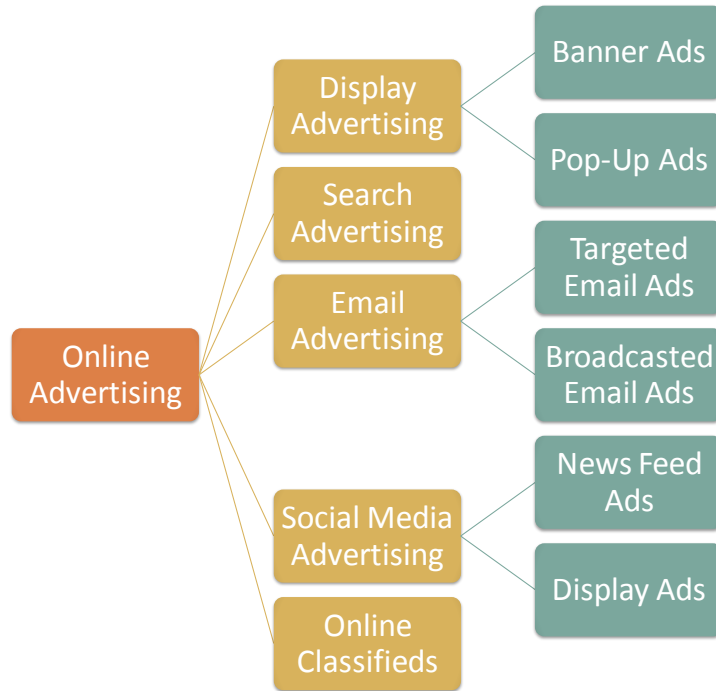 Online
Advertising
Display
Advertising
Banner Ads
Pop-Up Ads
Search
Advertising
Email
Advertising
Targeted
Email Ads
Broadcasted
Email Ads
Social Media
Advertising
News Feed
Ads
Display Ads
Online
Classifieds